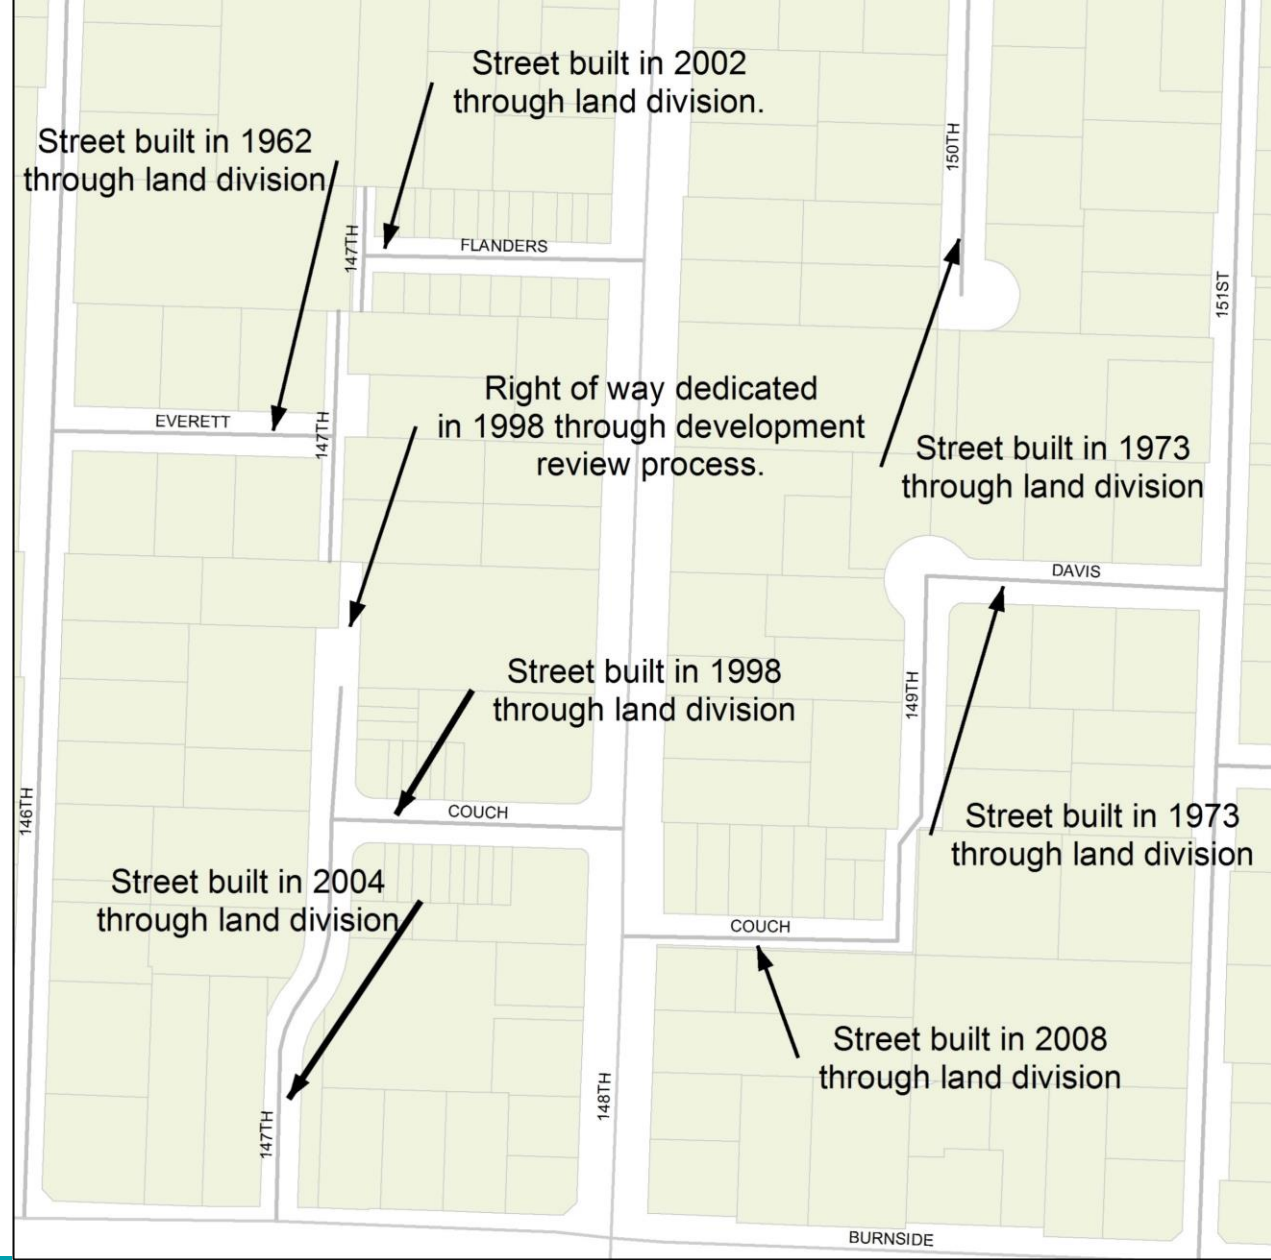 Street built in 2002
through land division.
Street built in 1962
through land division
150TH
147TH
FLANDERS
151ST
Right of way dedicated
in 1998 through development
review process.
EVERETT
147TH
Street built in 1973
through land division
DAVIS
Street built in 1998
through land division
149TH
146TH
COUCH
Street built in 1973
through land division
Street built in 2004
through land division
COUCH
Street built in 2008
through land division
148TH
147TH
BURNSIDE